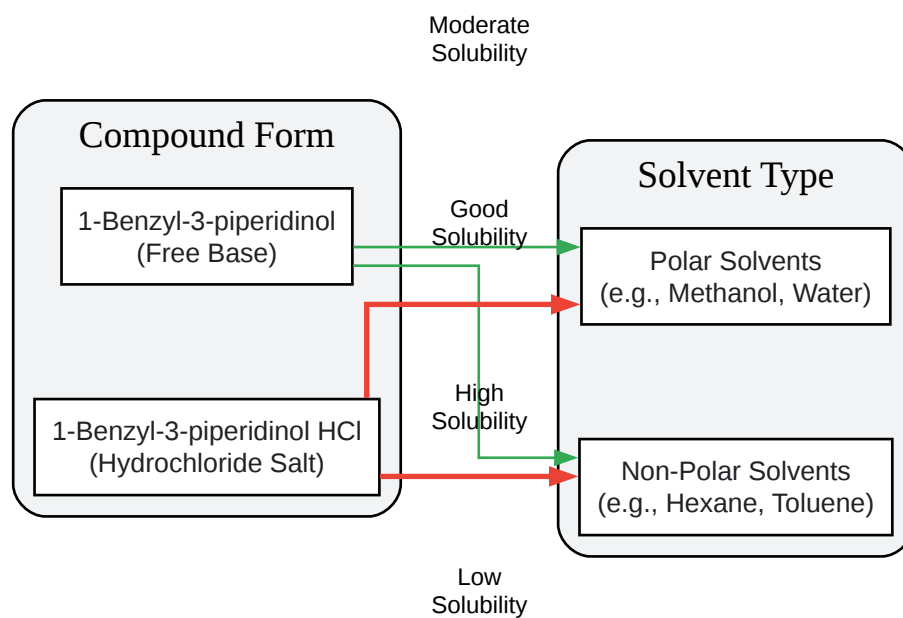 Moderate
Solubility
Compound Form
1-Benzyl-3-piperidinol
(Free Base)
1-Benzyl-3-piperidinol HCl
(Hydrochloride Salt)
Good
Solubility
High
Solubility
Low
Solubility
Solvent Type
Polar Solvents
(e.g., Methanol, Water)
Non-Polar Solvents
(e.g., Hexane, Toluene)